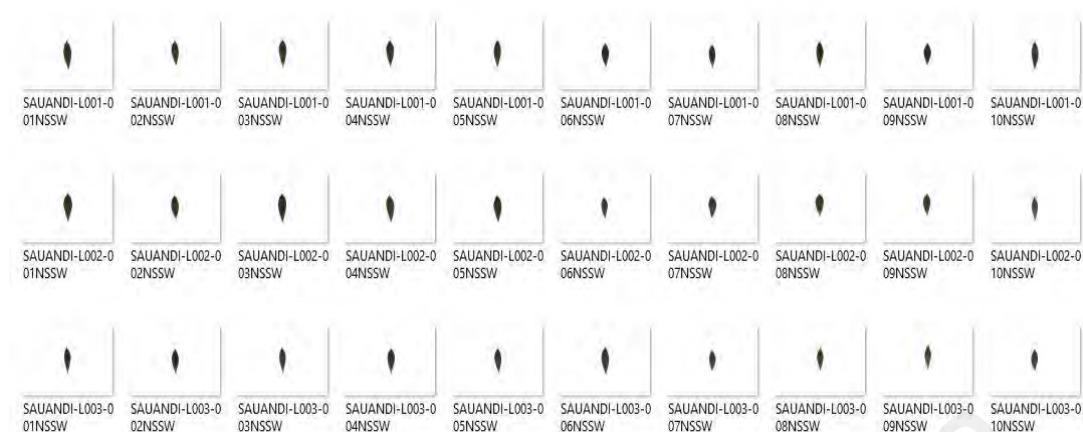 SAUANDI-L001-0 SAUANDI-L001-0 SAUANDI-L001-0 SAUANDI-L001-0 SAUANDI-L001-0 SAUANDI-L001-0 SAUANDI-L001-0 SAUANDI-L001-0 SAUANDI-L001-0 SAUANDI-L001-0
01NSSW 02NSSW 03NSSW 04NSSW 05NSSW 06NSSW 07NSSW 08NSSW 09NSSW 10NSSW
SAUANDI-L002-0 SAUANDI-L002-0 SAUANDI-L002-0 SAUANDI-L002-0 SAUANDI-L002-0 SAUANDI-L002-0 SAUANDI-L002-0 SAUANDI-L002-0 SAUANDI-L002-0 SAUANDI-L002-0
01NSSW 02NSSW 03NSSW 04NSSW 05NSSW 06NSSW 07NSSW 08NSSW 09NSSW 10NSSW
SAUANDI-L003-0 SAUANDI-L003-0 SAUANDI-L003-0 SAUANDI-L003-0 SAUANDI-L003-0 SAUANDI-L003-0 SAUANDI-L003-0 SAUANDI-L003-0 SAUANDI-L003-0 SAUANDI-L003-0
01NSSW 02NSSW 03NSSW 04NSSW 05NSSW 06NSSW 07NSSW 08NSSW 09NSSW 10NSSW